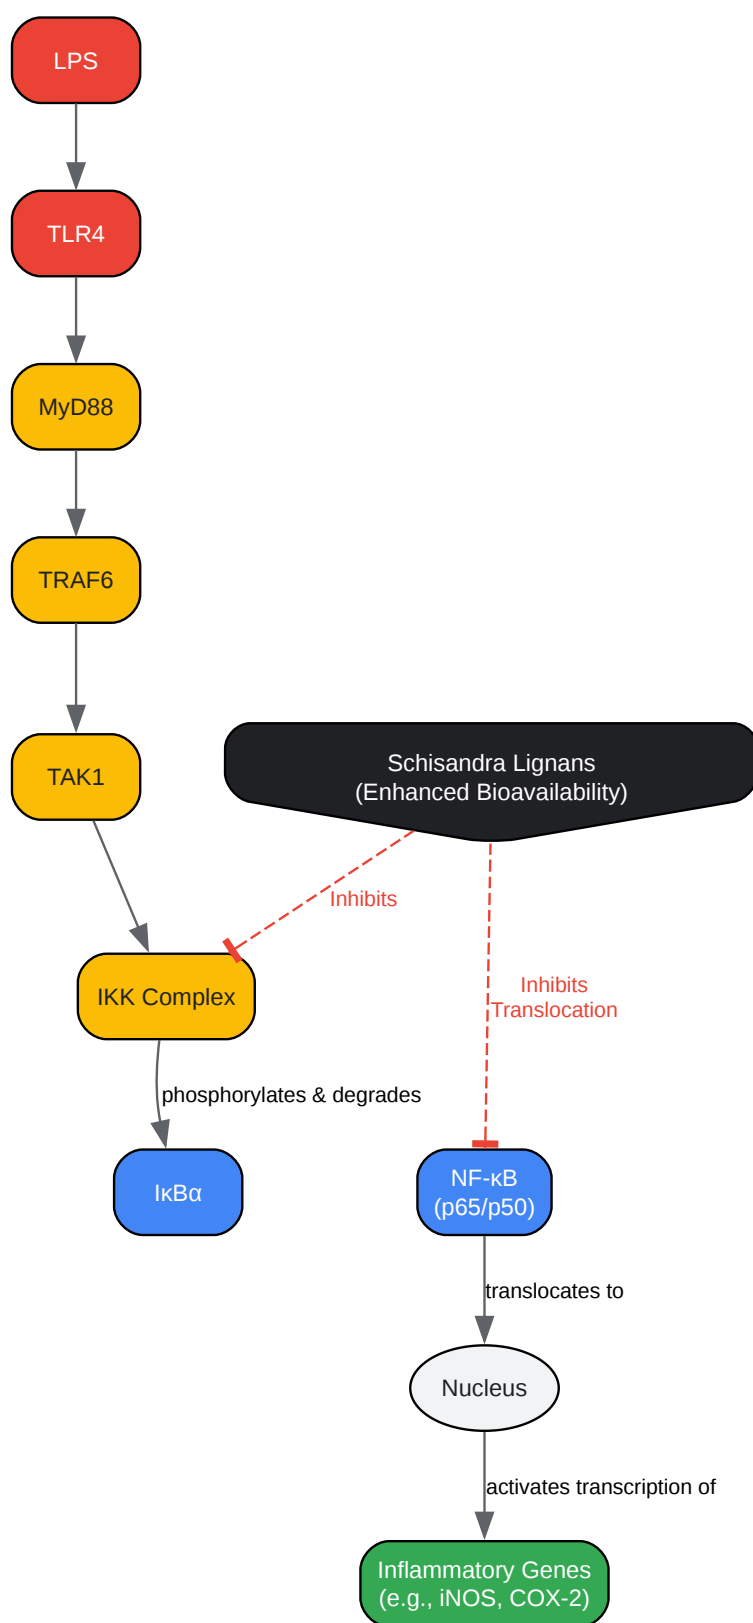 LPS
TLR4
MyD88
TRAF6
TAK1
Schisandra Lignans
(Enhanced Bioavailability)
Inhibits
IKK Complex
Inhibits
Translocation
phosphorylates & degrades
IκBα
NF-κB
(p65/p50)
translocates to
Nucleus
activates transcription of
Inflammatory Genes
(e.g., iNOS, COX-2)